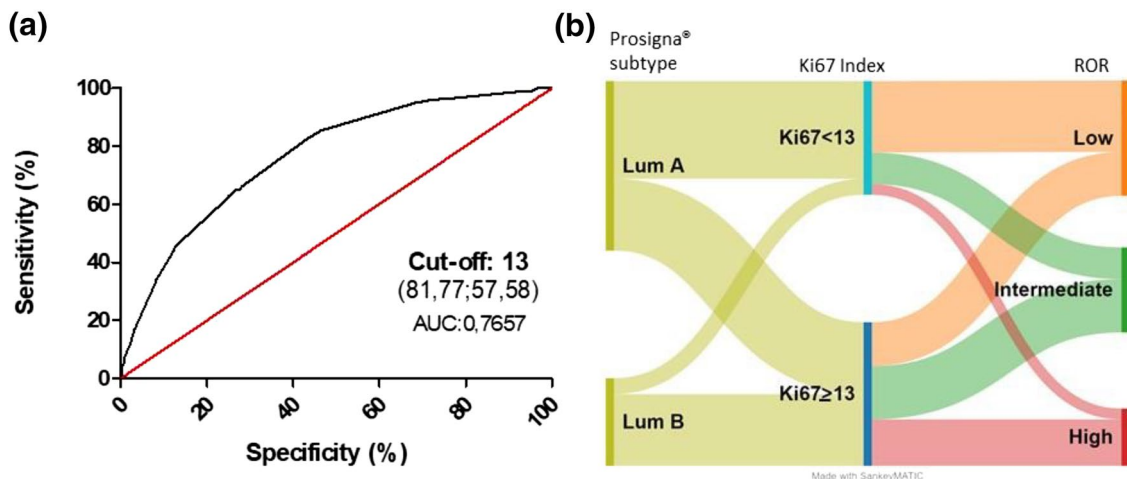 (a)
100
80
60
40
20
0
Sensitivity (%)
0
20
40
60
80
100
Specificity (%)
Cut-off: 13
(81,77;57,58)
AUC:0,7657
(b)
Prosigna®
subtype
Ki67 Index
ROR
Lum A
Lum B
Ki67<13
Ki67≥13
Low
Intermediate
High
Made with SankeyMATIC